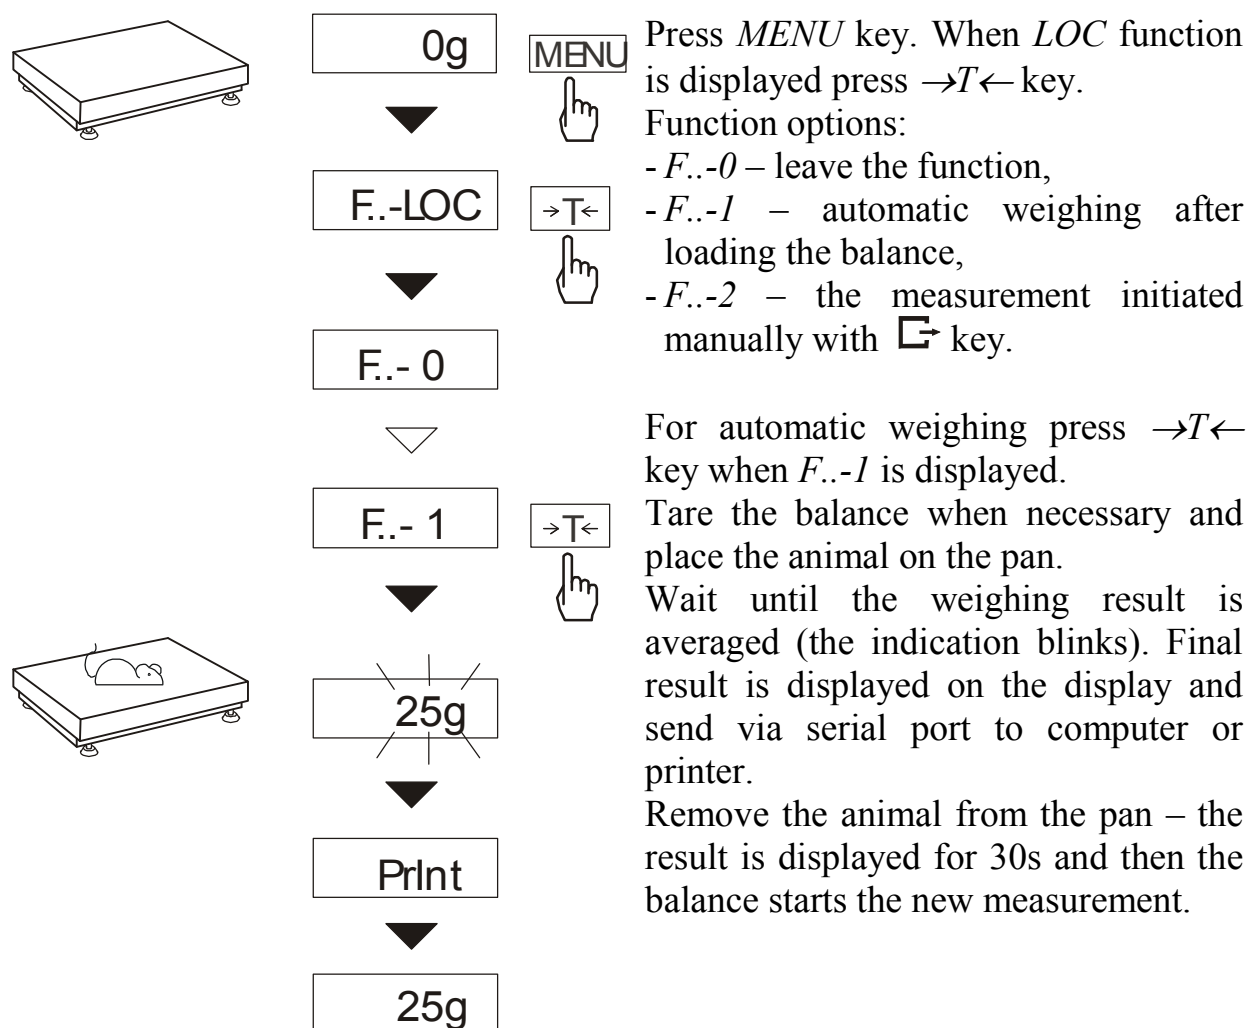 0g
MENU
F..-LOC
→T←
F..- 0
F..- 1
→T←
25g
PrInt
25g
Press MENU key. When LOC function
is displayed press →T← key.
Function options:
- F..-0 – leave the function,
- F..-1 – automatic weighing after
loading the balance,
- F..-2 – the measurement initiated
manually with key.
For automatic weighing press →T←
key when F..-1 is displayed.
Tare the balance when necessary and
place the animal on the pan.
Wait until the weighing result is
averaged (the indication blinks). Final
result is displayed on the display and
send via serial port to computer or
printer.
Remove the animal from the pan – the
result is displayed for 30s and then the
balance starts the new measurement.